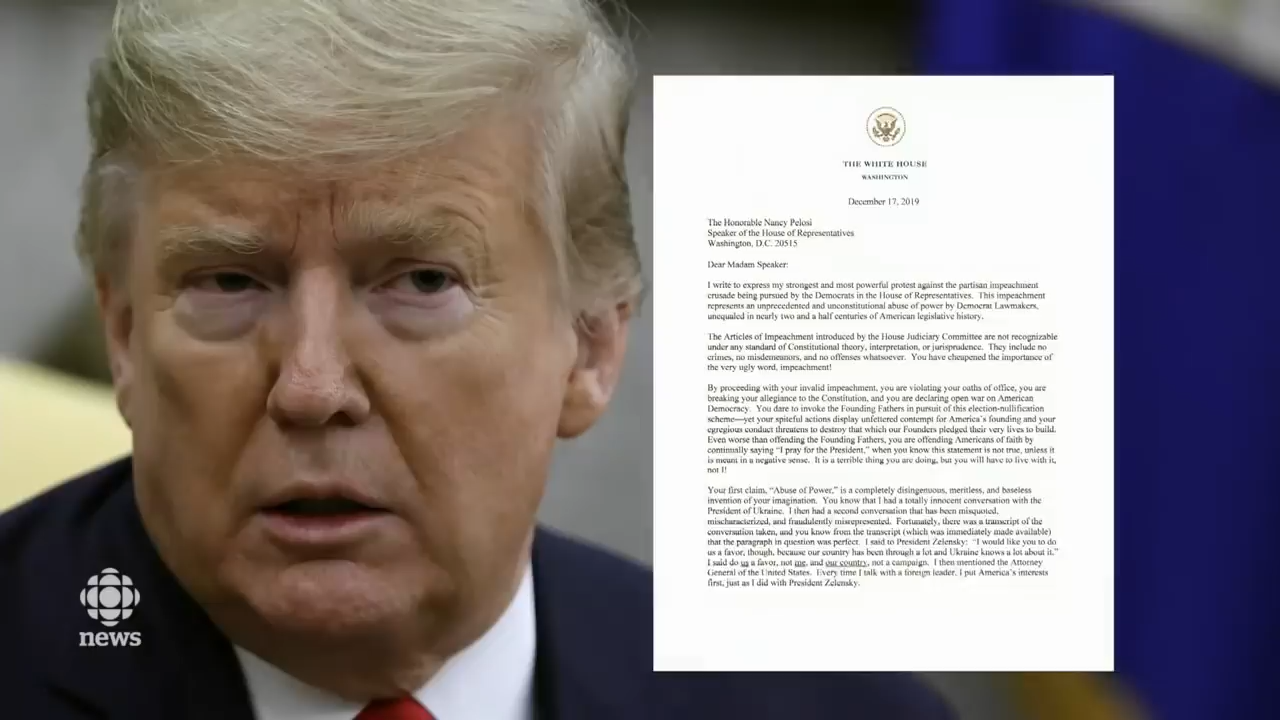 THE WHITE HOUSE
WASHINGTON
December 17, 2019
The Honorable Nancy Pelosi
Speaker of the House of Representatives
Washington, D.C. 20515
Dear Madam Speaker:
I write to express my strongest and most powerful protest against the partisan impeachment
crusade being pursued by the Democrats in the House of Representatives. This impeachment
represents an unprecedented and unconstitutional abuse of power by Democrat Lawmakers,
unequaled in nearly two and a half centuries of American legislative history.
The Articles of Impeachment introduced by the House Judiciary Committee are not recognizable
under any standard of Constitutional theory, interpretation, or jurisprudence. They include no
crimes, no misdemeanors, and no offenses whatsoever. You have cheapened the importance of
the very ugly word, impeachment!
By proceeding with your invalid impeachment, you are violating your oaths of office, you are
breaking your allegiance to the Constitution, and you are declaring open war on American
Democracy. You dare to invoke the Founding Fathers in pursuit of this election-nullification
scheme—yet your spiteful actions display unfettered contempt for America's founding and your
egregious conduct threatens to destroy that which our Founders pledged their very lives to build.
Even worse than offending the Founding Fathers, you are offending Americans of faith by
continually saying "I pray for the President," when you know this statement is not true, unless it
is meant in a negative sense. It is a terrible thing you are doing, but you will have to live with it,
not I!
Your first claim, "Abuse of Power," is a completely disingenuous, meritless, and baseless
invention of your imagination. You know that I had a totally innocent conversation with the
President of Ukraine. I then had a second conversation that has been misquoted,
mischaracterized, and fraudulently misrepresented. Fortunately, there was a transcript of the
conversation taken, and you know from the transcript (which was immediately made available)
that the paragraph in question was perfect. I said to President Zelensky: "I would like you to do
us a favor, though, because our country has been through a lot and Ukraine knows a lot about it."
I said do us a favor, not me, and our country, not a campaign. I then mentioned the Attorney
General of the United States. Every time I talk with a foreign leader, I put America's interests
first, just as I did with President Zelensky.
news